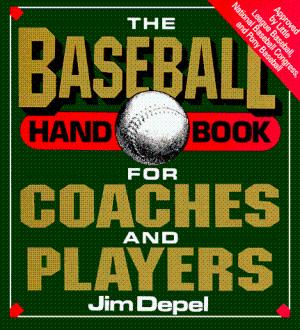 THE
BASEBALL
HAND BOOK
FOR
COACHES
AND
PLAYERS
Jim Depel
Approved
by Little
League Baseball,
National Baseball Congress
and Pony Baseball